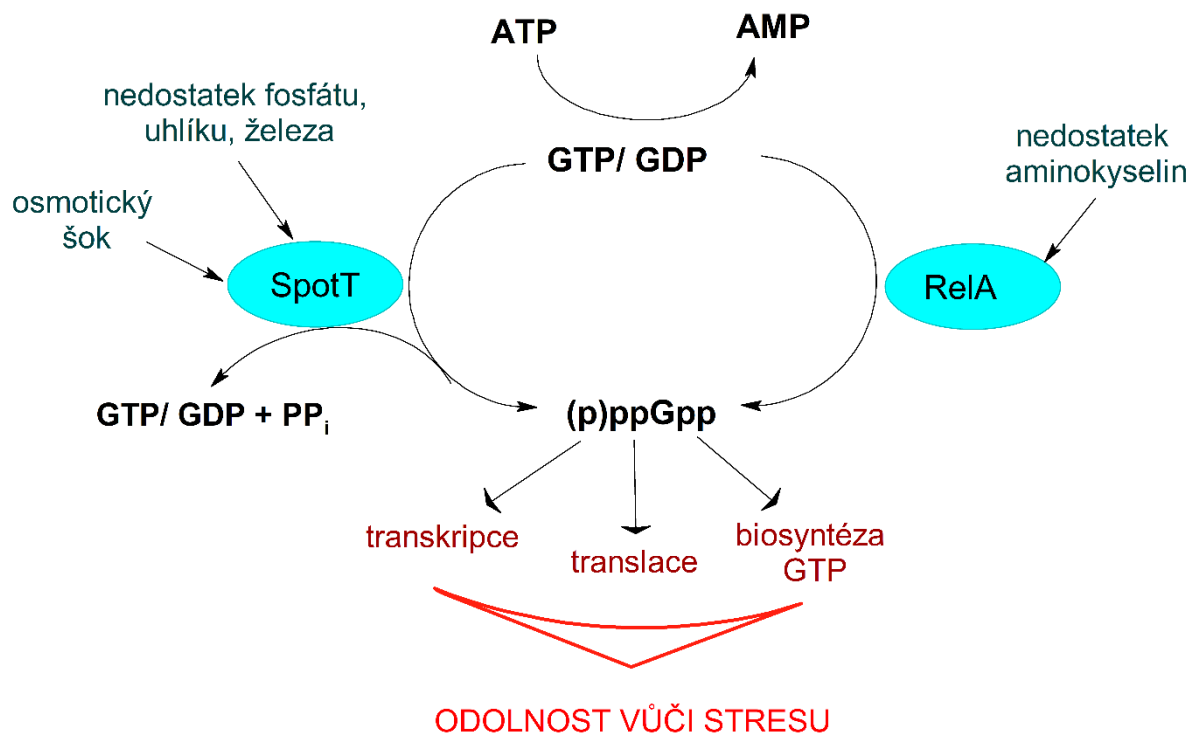 ATP
AMP
nedostatek fosfátu,
uhlíku, železa
GTP/ GDP
nedostatek
aminokyselin
osmotický
šok
SpotT
RelA
GTP/ GDP + PPi
(p)ppGpp
transkripce
translace
biosyntéza
GTP
ODOLNOST VŮČI STRESU